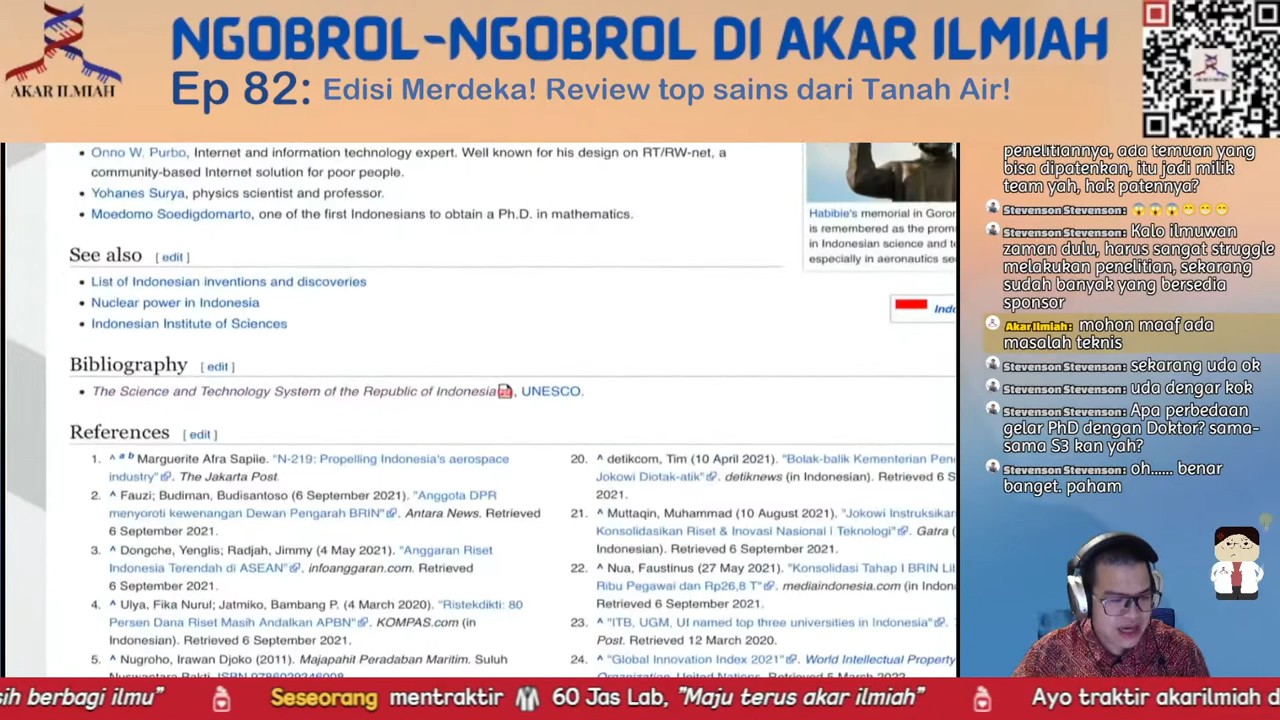 AKAR ILMIAH
NGOBROL-NGOBROL DI AKAR ILMIAH
Ep 82: Edisi Merdeka! Review top sains dari Tanah Air!
• Onno W. Purbo, Internet and information technology expert. Well known for his design on RT/RW-net, a
community-based Internet solution for poor people.
• Yohanes Surya, physics scientist and professor.
• Moedomo Soedigdomarto, one of the first Indonesians to obtain a Ph.D. in mathematics.
Habibie's memorial in Goron
is remembered as the prom
in Indonesian science and te
especially in aeronautics se
See also [ edit ]
• List of Indonesian inventions and discoveries
• Nuclear power in Indonesia
• Indonesian Institute of Sciences
Indo
Bibliography [ edit ]
• The Science and Technology System of the Republic of Indonesia, UNESCO.
References [ edit ]
1. ^ a b Marguerite Afra Sapiie. "N-219: Propelling Indonesia's aerospace
industry". The Jakarta Post.
2. ^ Fauzi; Budiman, Budisantoso (6 September 2021). "Anggota DPR
menyoroti kewenangan Dewan Pengarah BRIN". Antara News. Retrieved
6 September 2021.
3. ^ Dongche, Yenglis; Radjah, Jimmy (4 May 2021). "Anggaran Riset
Indonesia Terendah di ASEAN". infoanggaran.com. Retrieved
6 September 2021.
4. ^ Ulya, Fika Nurul; Jatmiko, Bambang P. (4 March 2020). "Ristekdikti: 80
Persen Dana Riset Masih Andalkan APBN". KOMPAS.com (in
Indonesian). Retrieved 6 September 2021.
5. ^ Nugroho, Irawan Djoko (2011). Majapahit Peradaban Maritim. Suluh
20. ^ detikcom, Tim (10 April 2021). "Bolak-balik Kementerian Pen
Jokowi Diotak-atik". detiknews (in Indonesian). Retrieved 6 S
2021.
21. ^ Muttaqin, Muhammad (10 August 2021). "Jokowi Instruksikan
Konsolidasikan Riset & Inovasi Nasional | Teknologi". Gatra (
Indonesian). Retrieved 6 September 2021.
22. ^ Nua, Faustinus (27 May 2021). "Konsolidasi Tahap I BRIN Lib
Ribu Pegawai dan Rp26,8 T". mediaindonesia.com (in Indone
Retrieved 6 September 2021.
23. ^ "ITB, UGM, UI named top three universities in Indonesia".
Post. Retrieved 12 March 2020.
24. ^ "Global Innovation Index 2021". World Intellectual Property
penelitiannya, ada temuan yang
bisa dipatenkan, itu jadi milik
team yah, hak patennya?
Stevenson Stevenson: 😱😱😱😁😁😁
Stevenson Stevenson: Kalo ilmuwan
zaman dulu, harus sangat struggle
melakukan penelitian, sekarang
sudah banyak yang bersedia
sponsor
Akar Ilmiah: mohon maaf ada
masalah teknis
Stevenson Stevenson: sekarang uda ok
Stevenson Stevenson: uda dengar kok
Stevenson Stevenson: Apa perbedaan
gelar PhD dengan Doktor? sama-
sama S3 kan yah?
Stevenson Stevenson: oh...... benar
banget. paham
sih berbagi ilmu" Seseorang mentraktir 60 Jas Lab, "Maju terus akar ilmiah" Ayo traktir akarilmiah d